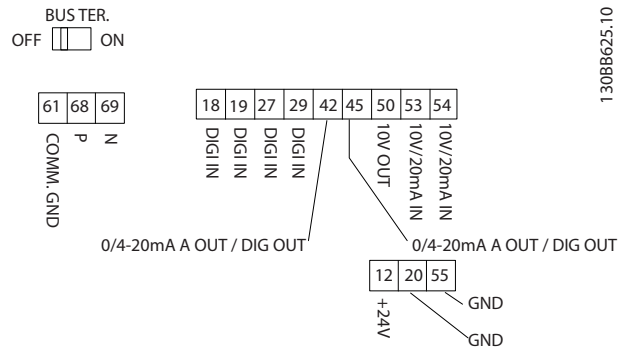 BUS TER.
OFF ON
130BB625.10
61 68 69
COMM. GND
P
N
18 19 27 29 42 45 50 53 54
DIGI IN
DIGI IN
DIGI IN
DIGI IN
10V OUT
10V/20mA IN
10V/20mA IN
0/4-20mA A OUT / DIG OUT
0/4-20mA A OUT / DIG OUT
12 20 55
+24V
GND
GND